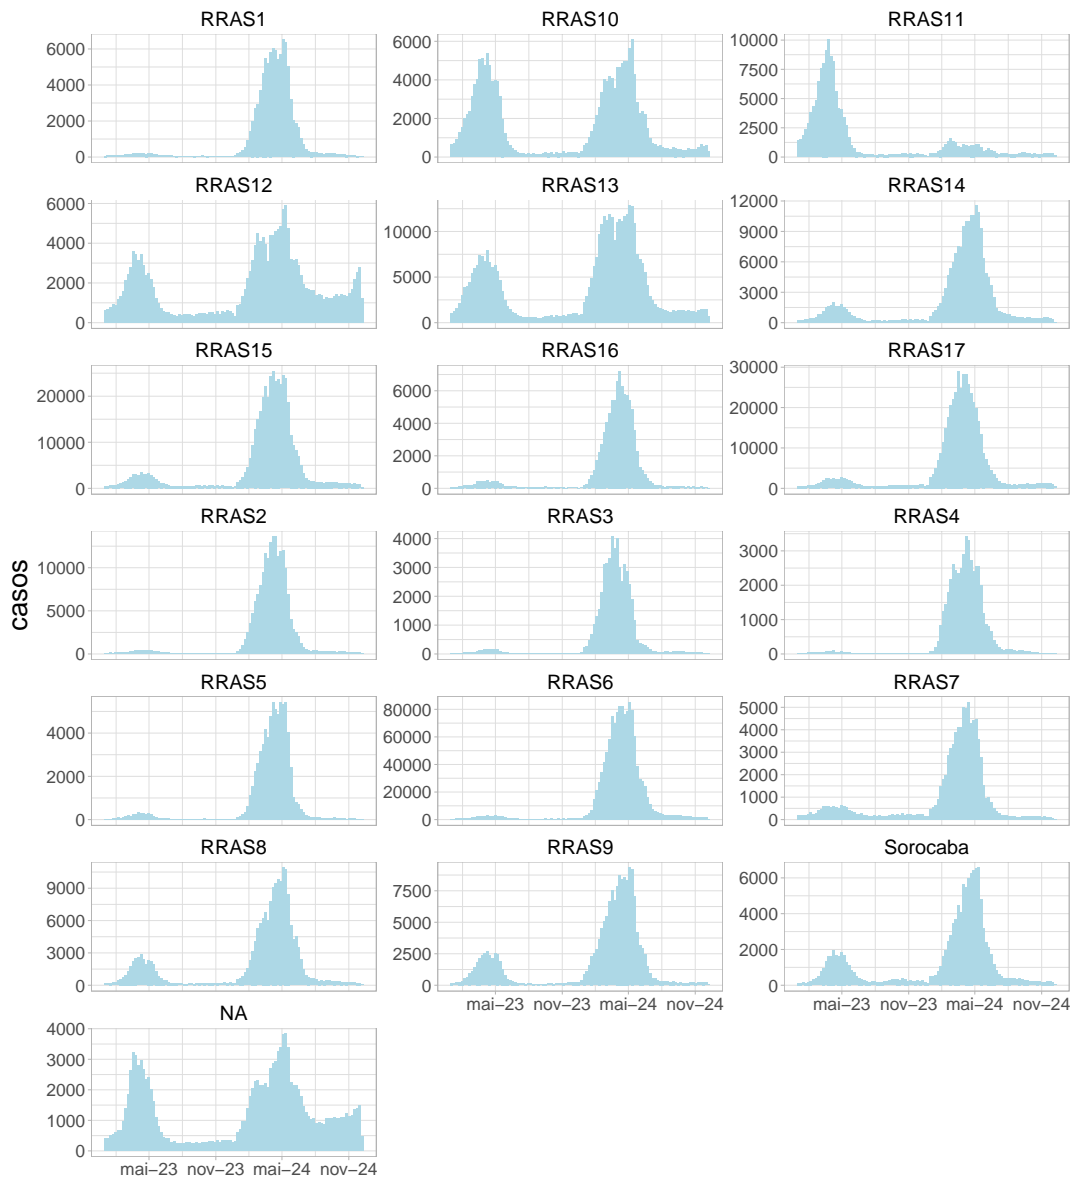 RRAS1 RRAS10 RRAS11
6000 4000 2000 0
6000 4000 2000 0
10000 7500 5000 2500 0
RRAS12 RRAS13 RRAS14
6000 4000 2000 0
10000 5000 0
12000 9000 6000 3000 0
RRAS15 RRAS16 RRAS17
20000 10000 0
6000 4000 2000 0
30000 20000 10000 0
RRAS2 RRAS3 RRAS4
casos
10000 5000 0
4000 3000 2000 1000 0
3000 2000 1000 0
RRAS5 RRAS6 RRAS7
4000 2000 0
80000 60000 40000 20000 0
5000 4000 3000 2000 1000 0
RRAS8 RRAS9 Sorocaba
9000 6000 3000 0
7500 5000 2500 0
6000 4000 2000 0
mai−23 nov−23 mai−24 nov−24 mai−23 nov−23 mai−24 nov−24
NA
4000 3000 2000 1000 0
mai−23 nov−23 mai−24 nov−24